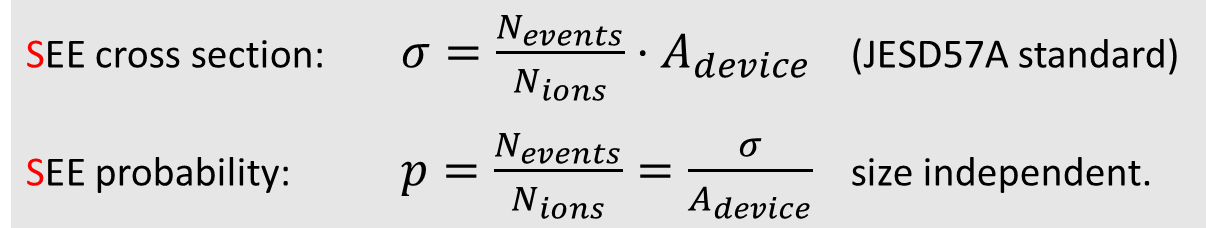 SEE cross section: σ = N_events / N_ions · A_device (JESD57A standard)
SEE probability: p = N_events / N_ions = σ / A_device size independent.